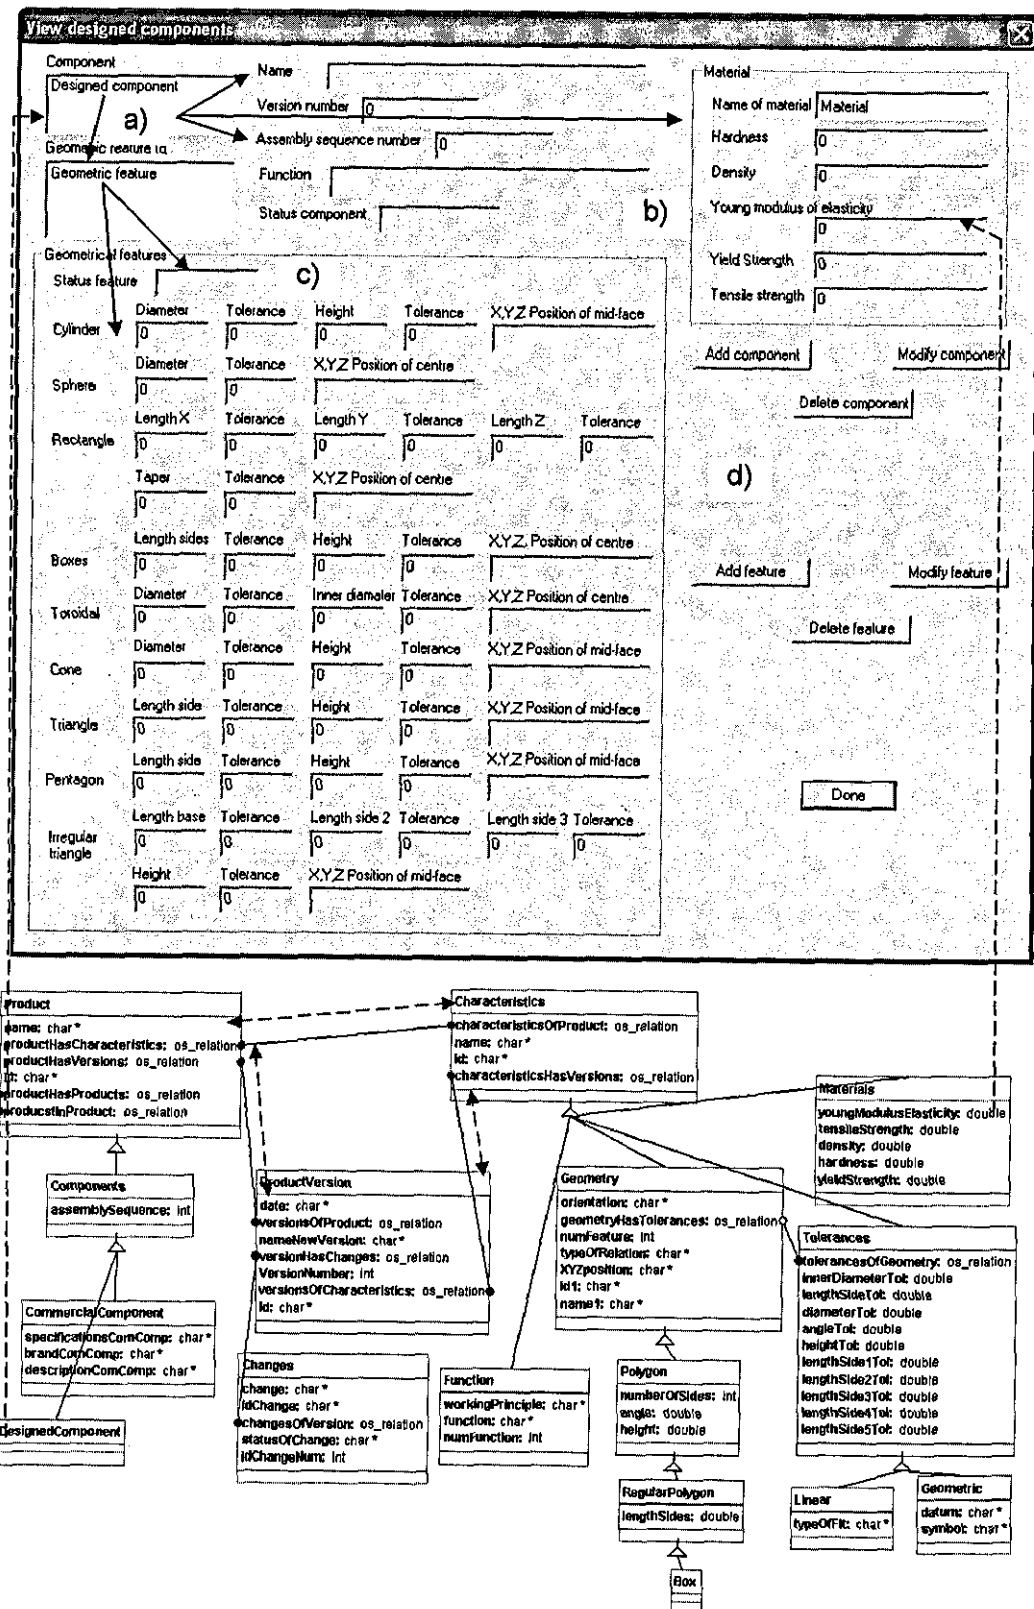 View designed components
Component
Designed component
a)
Geometric feature id
Geometric feature
Name
Version number 0
Assembly sequence number 0
Function
Status component
b)
Material
Name of material Material
Hardness 0
Density 0
Young modulus of elasticity
0
Yield Strength 0
Tensile strength 0
Geometrical features
Status feature
c)
Diameter Tolerance Height Tolerance X,Y,Z Position of mid-face
Cylinder 0 0 0 0
Diameter Tolerance X,Y,Z Position of centre
Sphere 0 0
Length X Tolerance Length Y Tolerance Length Z Tolerance
Rectangle 0 0 0 0 0 0
Taper Tolerance X,Y,Z Position of centre
0 0
Length sides Tolerance Height Tolerance X,Y,Z, Position of centre
Boxes 0 0 0 0
Diameter Tolerance Inner diameter Tolerance X,Y,Z Position of centre
Toroidal 0 0 0 0
Diameter Tolerance Height Tolerance X,Y,Z Position of mid-face
Cone 0 0 0 0
Length side Tolerance Height Tolerance X,Y,Z Position of mid-face
Triangle 0 0 0 0
Length side Tolerance Height Tolerance X,Y,Z Position of mid-face
Pentagon 0 0 0 0
Length base Tolerance Length side 2 Tolerance Length side 3 Tolerance
Irregular
triangle
0 0 0 0 0 0
Height Tolerance X,Y,Z Position of mid-face
0 0
Add component Modify component
Delete component
d)
Add feature Modify feature
Delete feature
Done
Product
name: char*
productHasCharacteristics: os_relation
productHasVersions: os_relation
id: char*
productHasProducts: os_relation
producstInProduct: os_relation
Characteristics
characteristicsOfProduct: os_relation
name: char*
id: char*
characteristicsHasVersions: os_relation
Materials
youngModulusElasticity: double
tensileStrength: double
density: double
hardness: double
yieldStrength: double
Components
assemblySequence: int
ProductVersion
date: char*
versionsOfProduct: os_relation
nameNewVersion: char*
versionHasChanges: os_relation
VersionNumber: int
versionsOfCharacteristics: os_relation
id: char*
Geometry
orientation: char*
geometryHasTolerances: os_relation
numFeature: int
typeOfRelation: char*
XYZposition: char*
id1: char*
name1: char*
Tolerances
tolerancesOfGeometry: os_relation
innerDiameterTol: double
lengthSideTol: double
diameterTol: double
angleTol: double
heightTol: double
lengthSide1Tol: double
lengthSide2Tol: double
lengthSide3Tol: double
lengthSide4Tol: double
lengthSide5Tol: double
CommercialComponent
specificationsComComp: char*
brandComComp: char*
descriptionComComp: char*
DesignedComponent
Changes
change: char*
idChange: char*
changesOfVersion: os_relation
statusOfChange: char*
idChangeNum: int
Function
workingPrinciple: char*
function: char*
numFunction: int
Polygon
numberOfSides: int
angle: double
height: double
RegularPolygon
lengthSides: double
Box
Linear
typeOfFit: char*
Geometric
datum: char*
symbol: char*